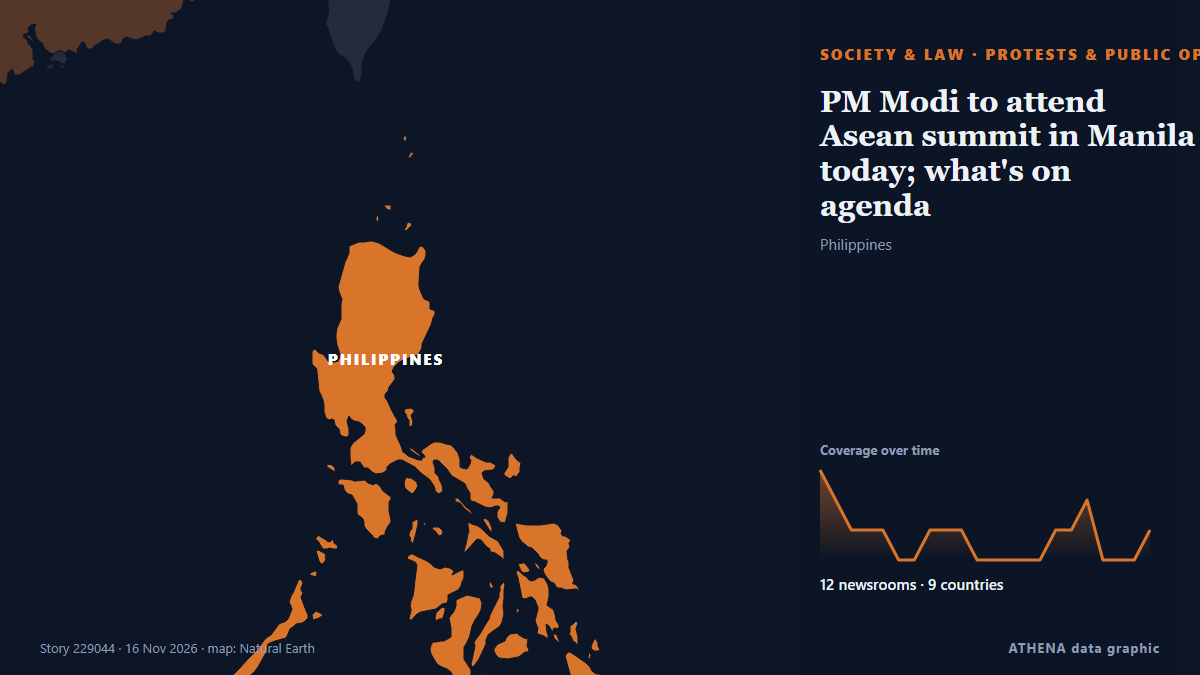 SOCIETY & LAW · PROTESTS & PUBLIC OP
PM Modi to attend
Asean summit in Manila
today; what's on
agenda
Philippines
PHILIPPINES
Coverage over time
12 newsrooms · 9 countries
Story 229044 · 16 Nov 2026 · map: Natural Earth
ATHENA data graphic